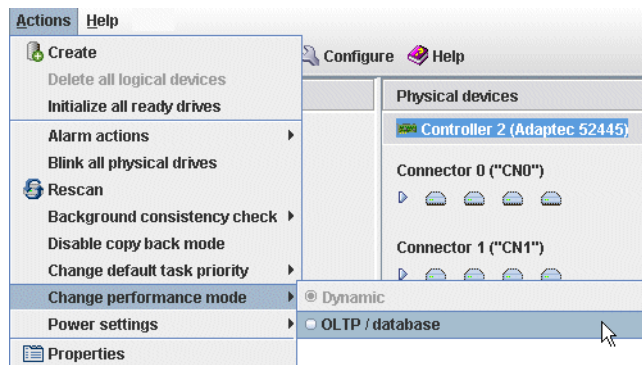 Actions Help
Create
Configure Help
Delete all logical devices
Initialize all ready drives
Physical devices
Controller 2 (Adaptec 52445)
Alarm actions
Blink all physical drives
Connector 0 ("CN0")
Rescan
Background consistency check
Disable copy back mode
Connector 1 ("CN1")
Change default task priority
Change performance mode
Dynamic
Power settings
OLTP / database
Properties